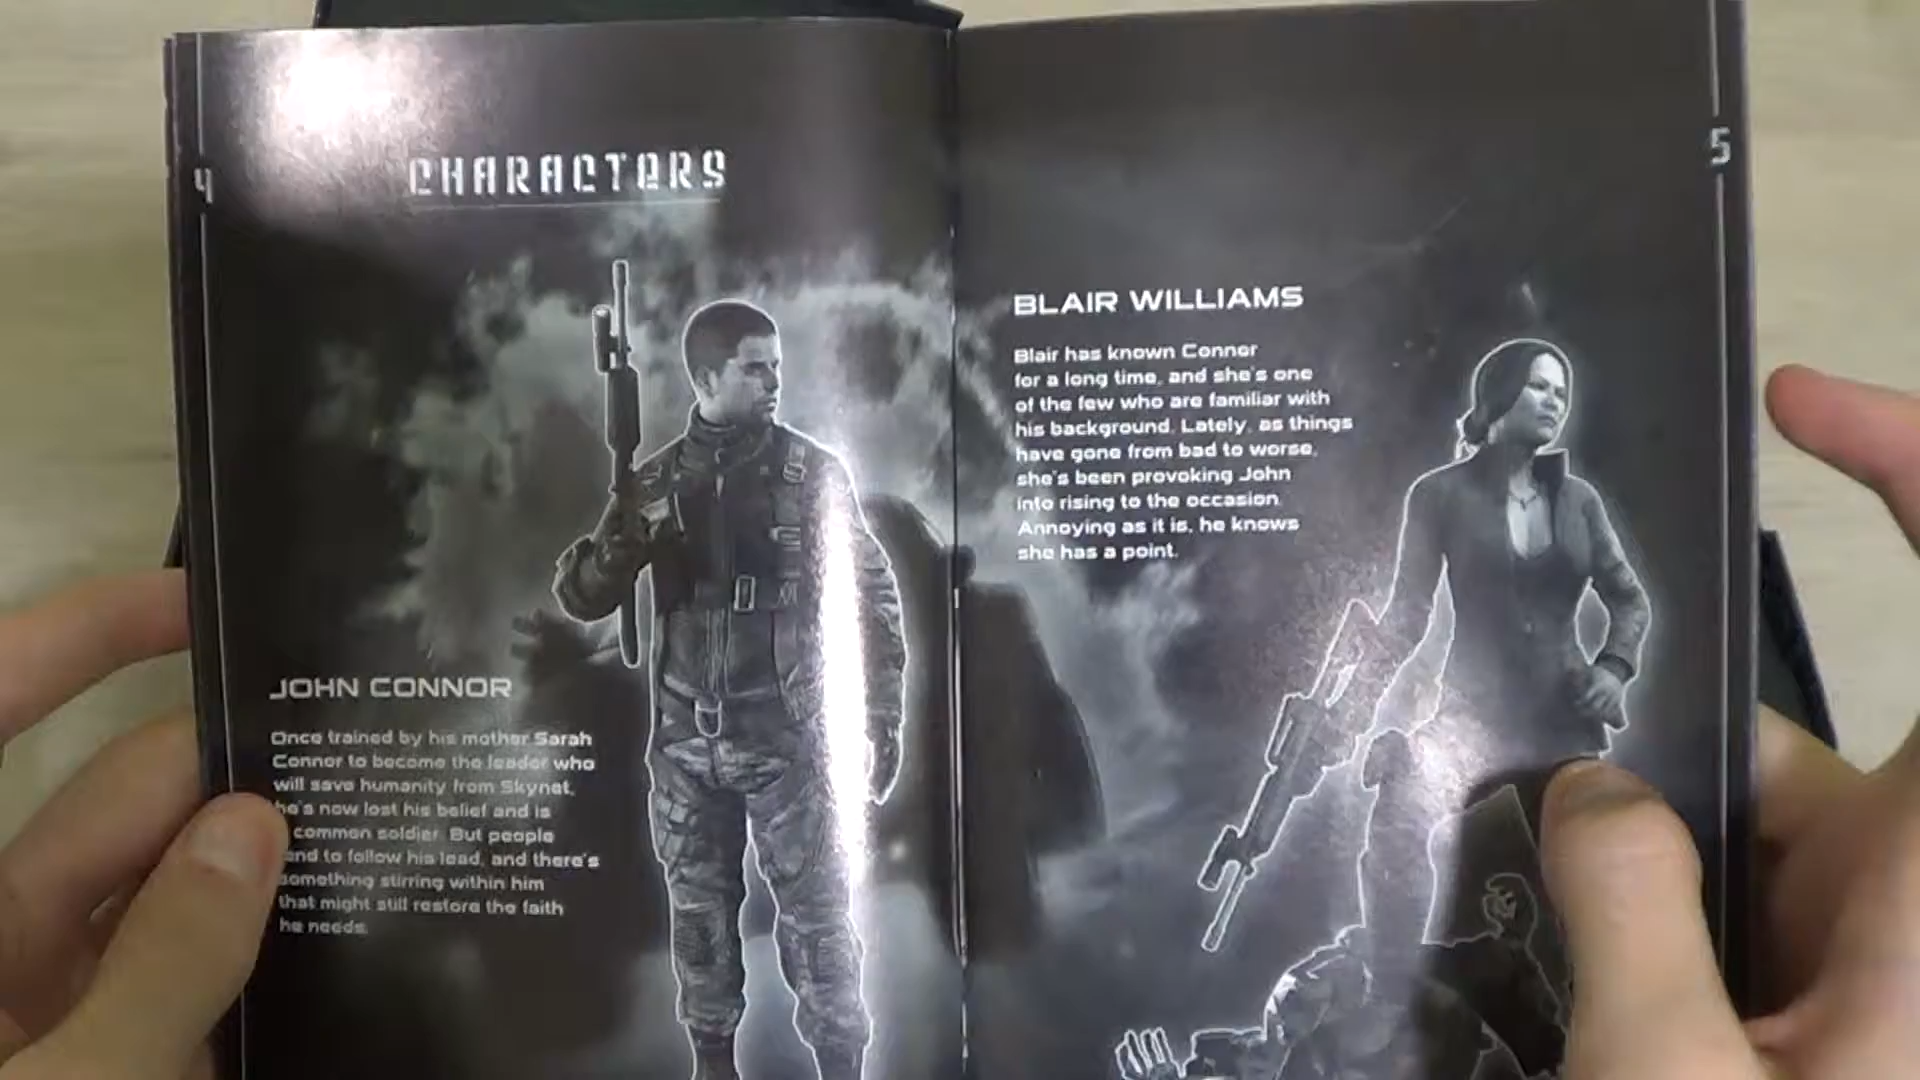 4
CHARACTERS
JOHN CONNOR
Once trained by his mother Sarah
Connor to become the leader who
will save humanity from Skynet,
he's now lost his belief and is
common soldier. But people
and to follow his lead, and there's
something stirring within him
that might still restore the faith
he needs.
5
BLAIR WILLIAMS
Blair has known Connor
for a long time, and she's one
of the few who are familiar with
his background. Lately, as things
have gone from bad to worse,
she's been provoking John
into rising to the occasion.
Annoying as it is, he knows
she has a point.